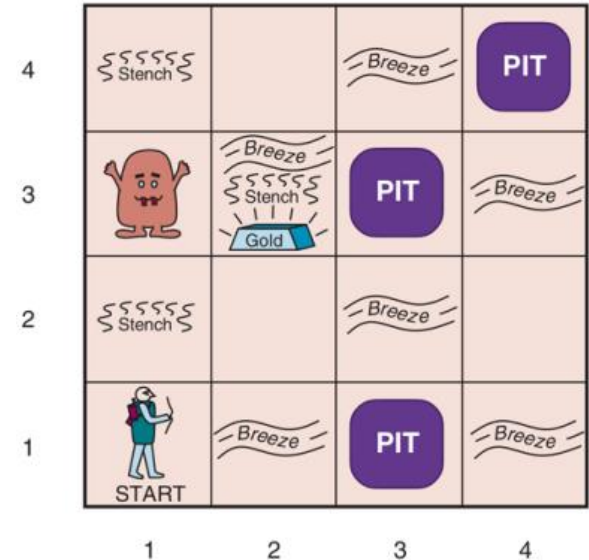 4
Stench
Breeze
PIT
3
Breeze
Stench
Gold
PIT
Breeze
2
Stench
Breeze
1
START
Breeze
PIT
Breeze
1 2 3 4